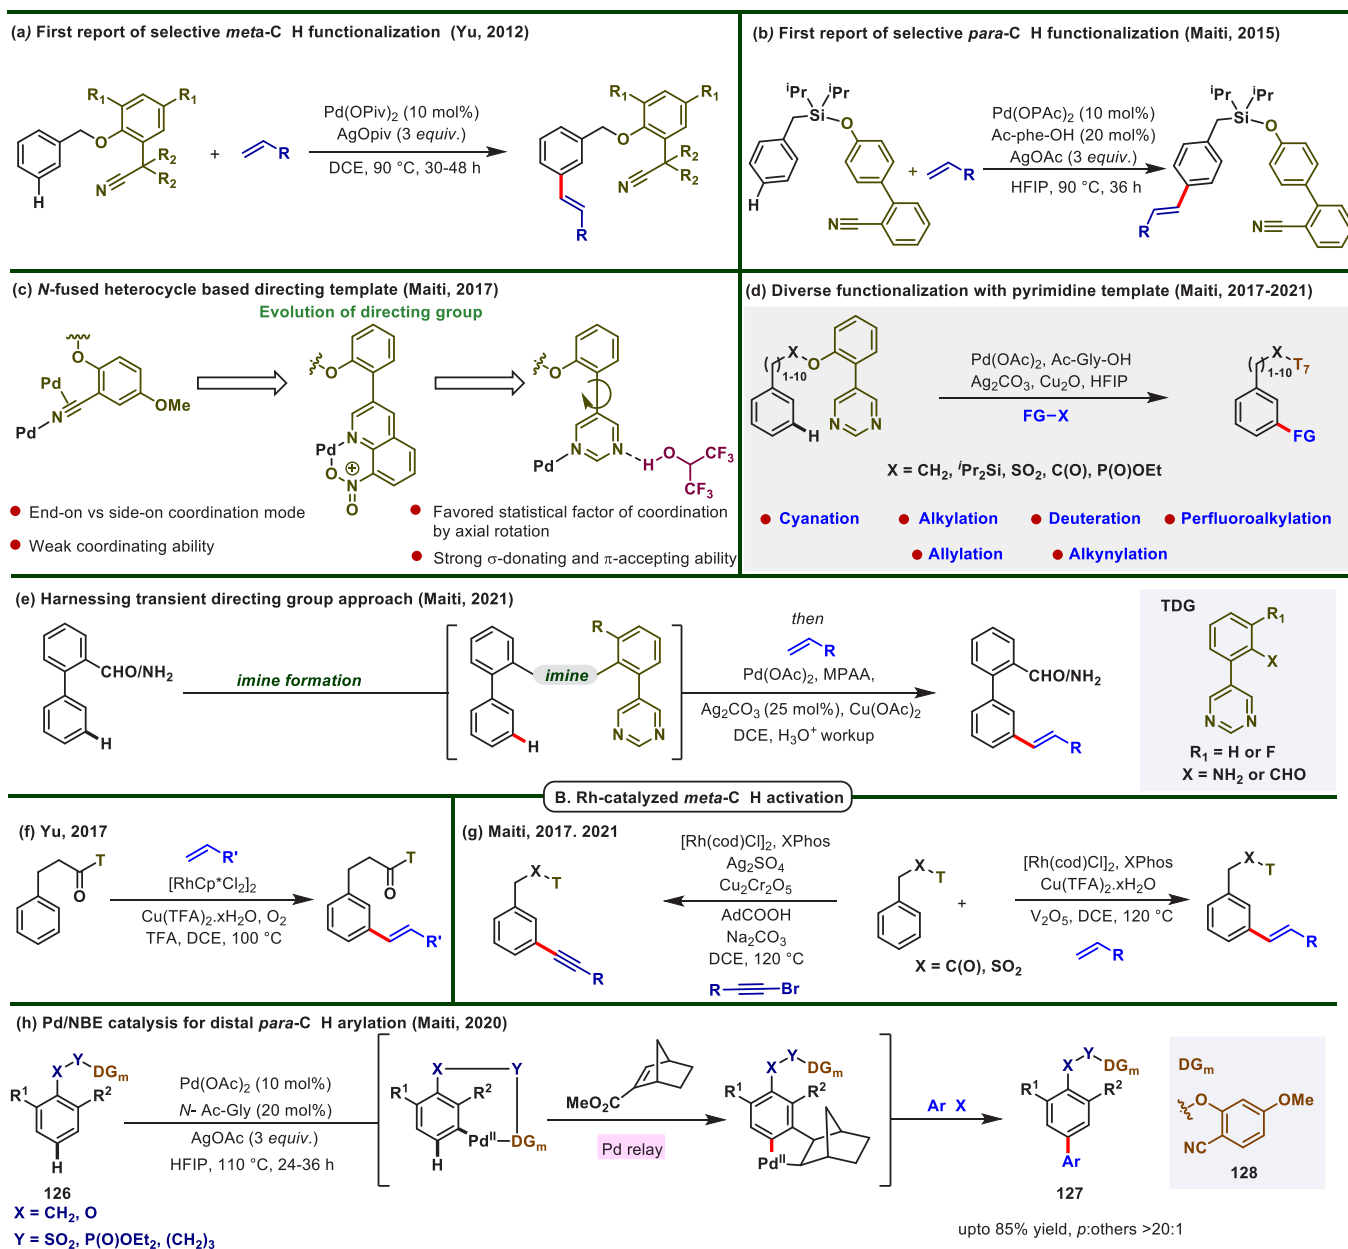 (a) First report of selective meta-C H functionalization (Yu, 2012)
R1
R1
O
R2
R2
N
H
+
R
Pd(OPiv)2 (10 mol%)
AgOpiv (3 equiv.)
DCE, 90 °C, 30-48 h
R1
R1
O
R2
R2
N
R
(b) First report of selective para-C H functionalization (Maiti, 2015)
iPr iPr
Si
O
H
N
+
R
Pd(OPAc)2 (10 mol%)
Ac-phe-OH (20 mol%)
AgOAc (3 equiv.)
HFIP, 90 °C, 36 h
iPr iPr
Si
O
R
N
(c) N-fused heterocycle based directing template (Maiti, 2017)
Evolution of directing group
O
Pd
N
Pd
OMe
O
N
Pd
O
N
⊕
O
O
N
N
Pd
H
O
CF3
CF3
End-on vs side-on coordination mode
Weak coordinating ability
Favored statistical factor of coordination
by axial rotation
Strong σ-donating and π-accepting ability
(d) Diverse functionalization with pyrimidine template (Maiti, 2017-2021)
X
O
( )1-10
H
N
N
Pd(OAc)2, Ac-Gly-OH
Ag2CO3, Cu2O, HFIP
FG–X
X
T7
( )1-10
FG
X = CH2, iPr2Si, SO2, C(O), P(O)OEt
Cyanation
Alkylation
Deuteration
Perfluoroalkylation
Allylation
Alkynylation
(e) Harnessing transient directing group approach (Maiti, 2021)
CHO/NH2
H
imine formation
imine
R
H
N
N
then
R
Pd(OAc)2, MPAA,
Ag2CO3 (25 mol%), Cu(OAc)2
DCE, H3O+ workup
CHO/NH2
R
TDG
R1
X
N
N
R1 = H or F
X = NH2 or CHO
B. Rh-catalyzed meta-C H activation
(f) Yu, 2017
T
O
R'
[RhCp*Cl2]2
Cu(TFA)2.xH2O, O2
TFA, DCE, 100 °C
T
O
R'
(g) Maiti, 2017. 2021
X
T
R
[Rh(cod)Cl]2, XPhos
Ag2SO4
Cu2Cr2O5
AdCOOH
Na2CO3
DCE, 120 °C
R
Br
X
T
+
X = C(O), SO2
[Rh(cod)Cl]2, XPhos
Cu(TFA)2.xH2O
V2O5, DCE, 120 °C
R
X
T
R
(h) Pd/NBE catalysis for distal para-C H arylation (Maiti, 2020)
X
Y
DGm
R1
R2
H
126
X = CH2, O
Y = SO2, P(O)OEt2, (CH2)3
Pd(OAc)2 (10 mol%)
N- Ac-Gly (20 mol%)
AgOAc (3 equiv.)
HFIP, 110 °C, 24-36 h
X
Y
R1
R2
PdII
DGm
H
MeO2C
Pd relay
X
Y
DGm
R1
R2
PdII
Ar X
X
Y
DGm
R1
R2
Ar
127
upto 85% yield, p:others >20:1
DGm
O
OMe
NC
128